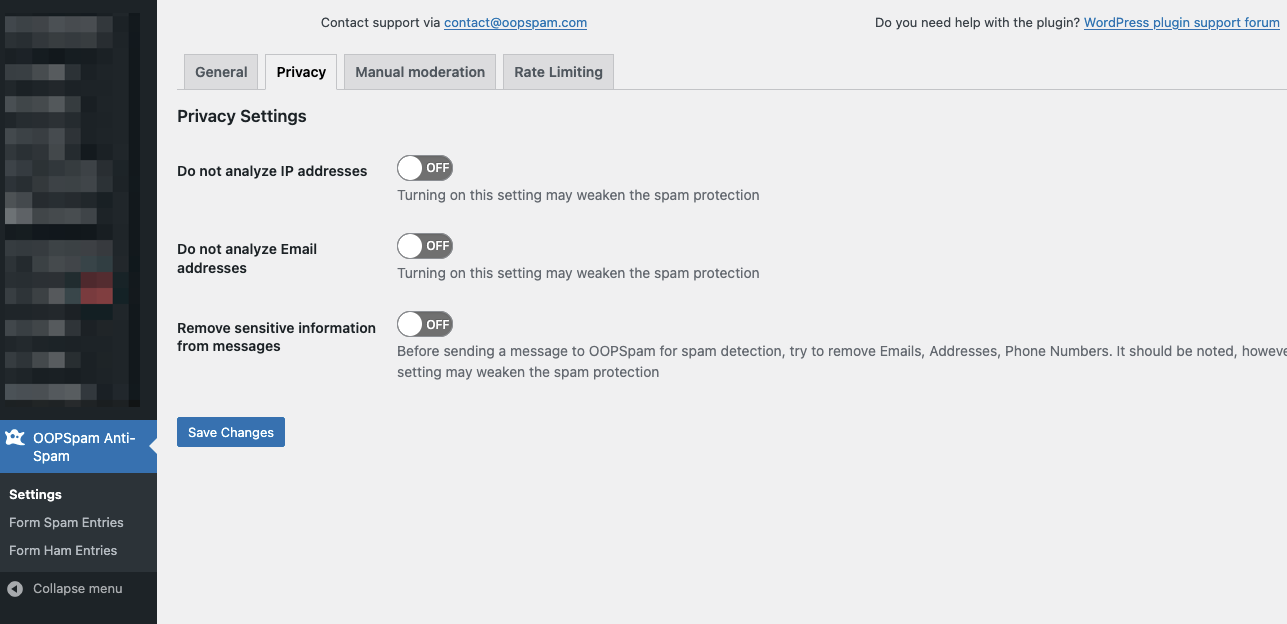 Contact support via contact@oopspam.com
Do you need help with the plugin? WordPress plugin support forum
General
Privacy
Manual moderation
Rate Limiting
Privacy Settings
Do not analyze IP addresses
OFF
Turning on this setting may weaken the spam protection
Do not analyze Email
addresses
OFF
Turning on this setting may weaken the spam protection
Remove sensitive information
from messages
OFF
Before sending a message to OOPSpam for spam detection, try to remove Emails, Addresses, Phone Numbers. It should be noted,
setting may weaken the spam protection
Save Changes
OOPSpam Anti-
Spam
Settings
Form Spam Entries
Form Ham Entries
Collapse menu